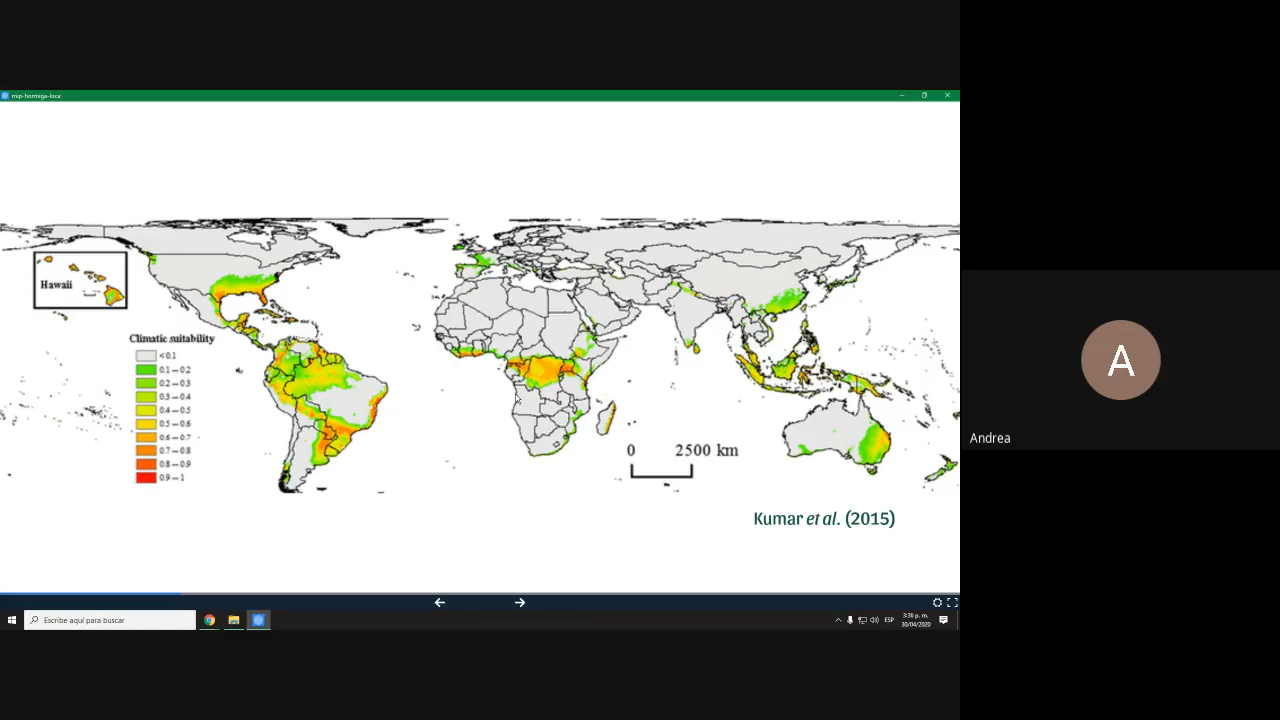 mip-hormiga-loca
Hawaii
Climatic suitability
< 0.1
0.1 – 0.2
0.2 – 0.3
0.3 – 0.4
0.4 – 0.5
0.5 – 0.6
0.6 – 0.7
0.7 – 0.8
0.8 – 0.9
0.9 – 1
0 2500 km
Kumar et al. (2015)
A
Andrea
Escribe aquí para buscar
ESP
3:36 p. m.
30/04/2020